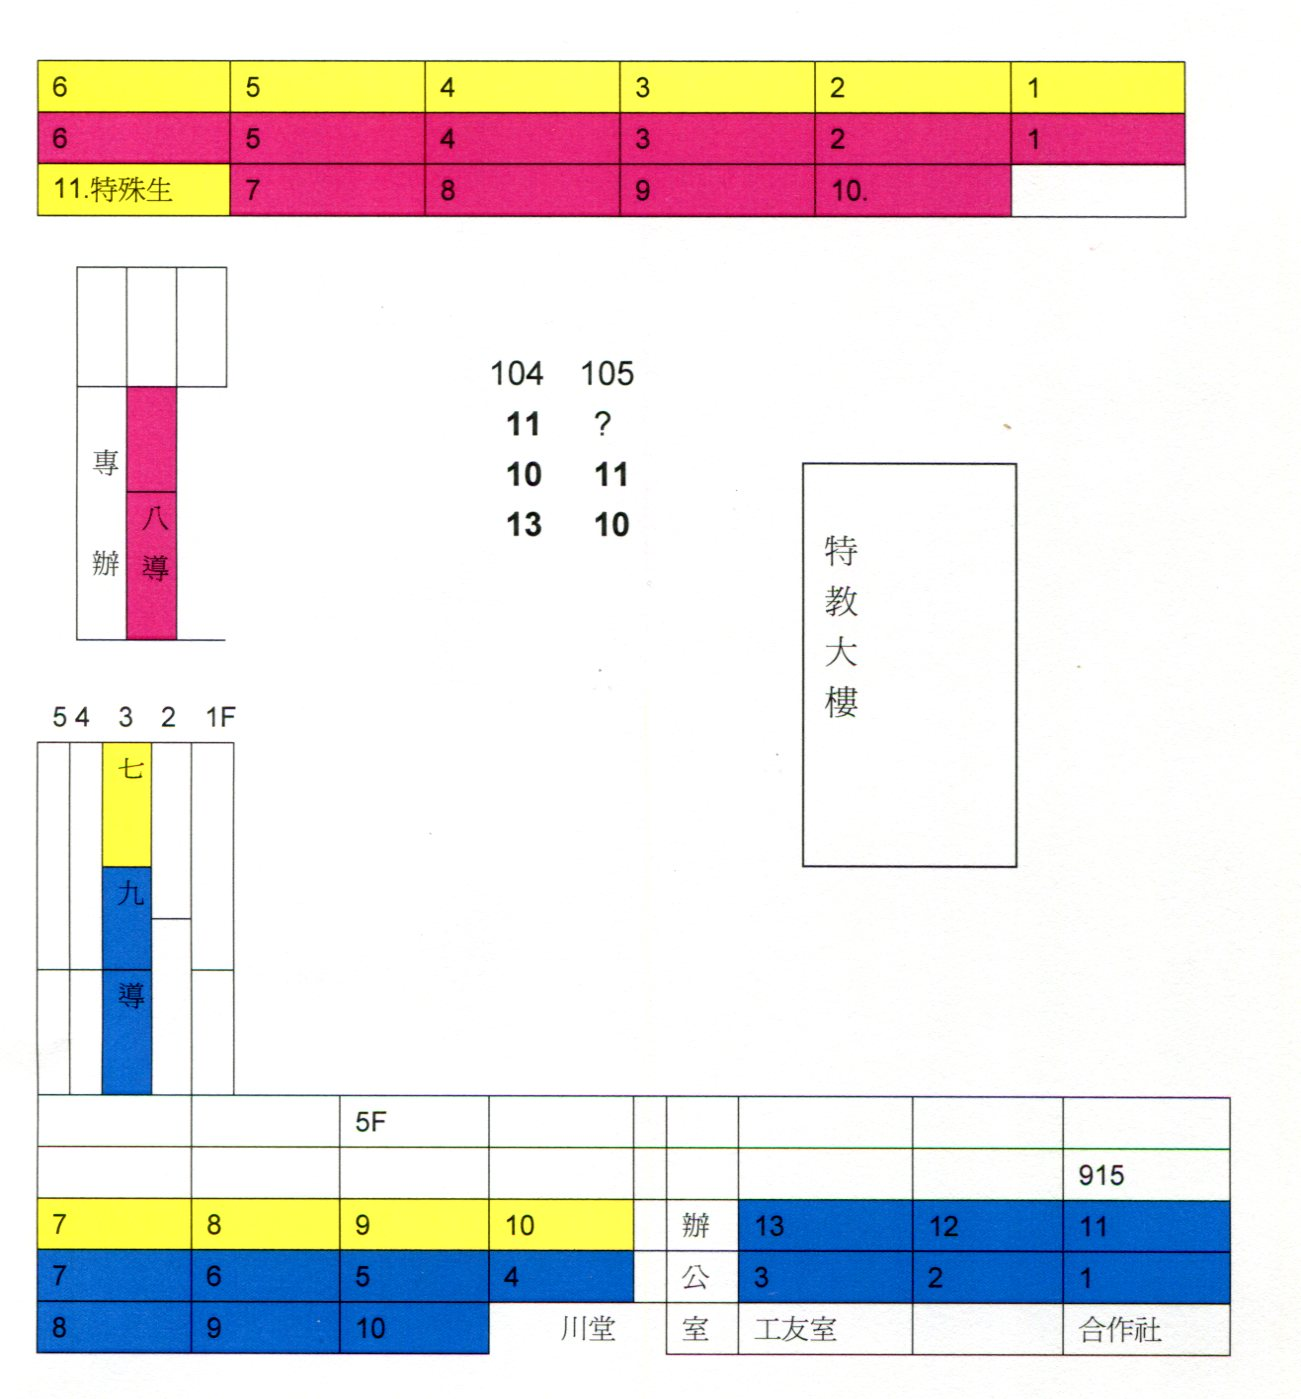 6 5 4 3 2 1
6 5 4 3 2 1
11.特殊生 7 8 9 10.
專辦
八導
104 105
11 ?
10 11
13 10
特教大樓
5 4 3 2 1F
七
九導
5F
915
7 8 9 10 辦 13 12 11
7 6 5 4 公 3 2 1
8 9 10 川堂 室 工友室 合作社